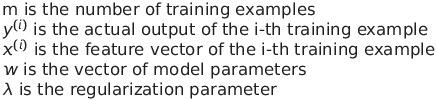 m is the number of training examples
y⁽ⁱ⁾ is the actual output of the i-th training example
x⁽ⁱ⁾ is the feature vector of the i-th training example
w is the vector of model parameters
λ is the regularization parameter